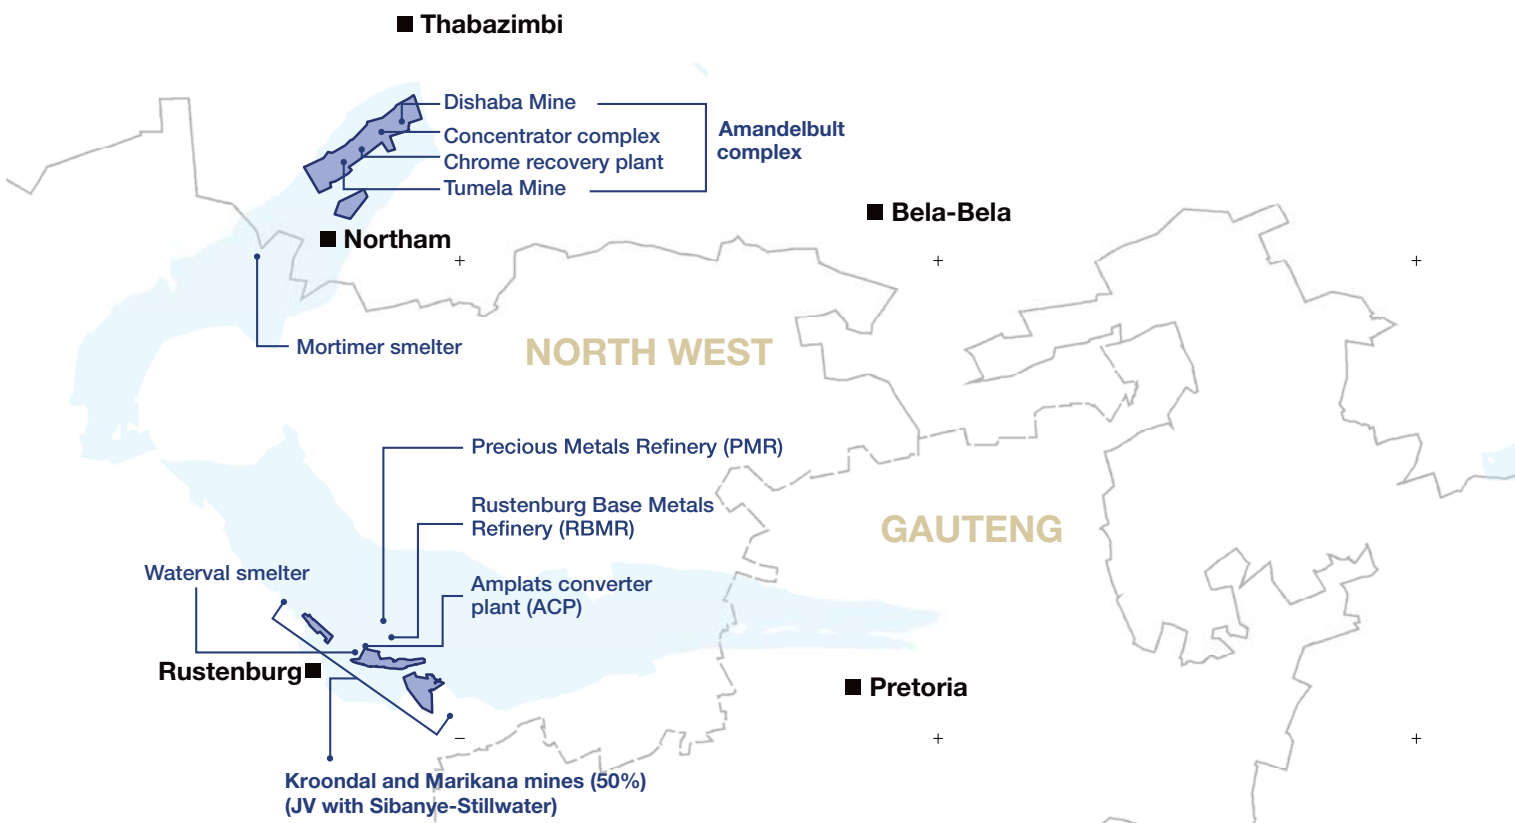 Thabazimbi
Dishaba Mine
Concentrator complex
Chrome recovery plant
Tumela Mine
Amandelbult
complex
Bela-Bela
Northam
Mortimer smelter
NORTH WEST
Precious Metals Refinery (PMR)
Rustenburg Base Metals
Refinery (RBMR)
GAUTENG
Waterval smelter
Amplats converter
plant (ACP)
Rustenburg
Pretoria
Kroondal and Marikana mines (50%)
(JV with Sibanye-Stillwater)